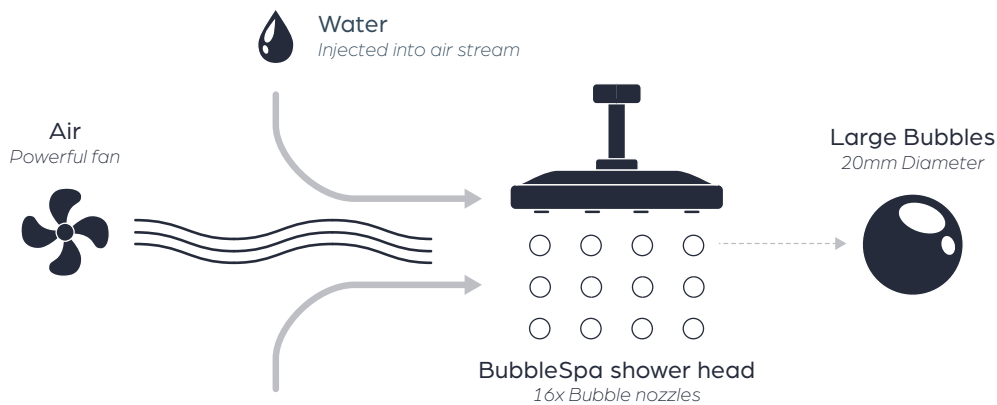 Water
Injected into air stream
Air
Powerful fan
Large Bubbles
20mm Diameter
BubbleSpa shower head
16x Bubble nozzles